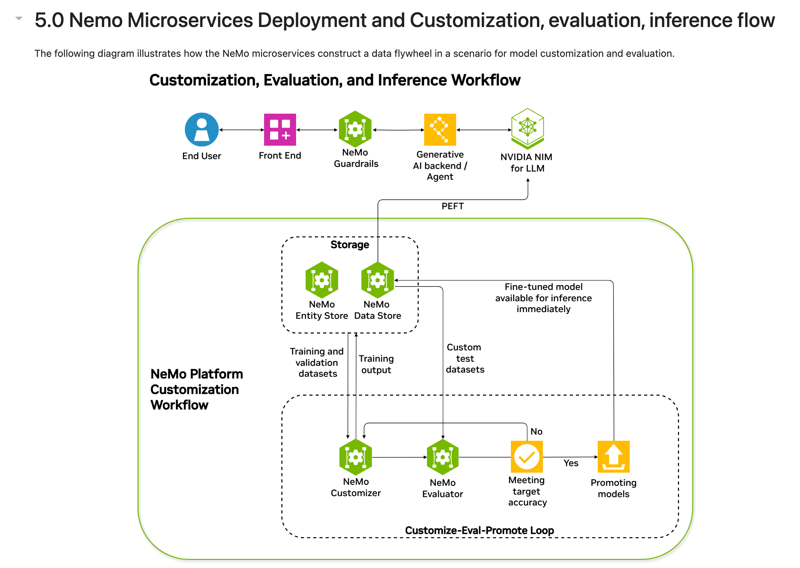 5.0 Nemo Microservices Deployment and Customization, evaluation, inference flow
The following diagram illustrates how the NeMo microservices construct a data flywheel in a scenario for model customization and evaluation.
Customization, Evaluation, and Inference Workflow
End User
Front End
NeMo
Guardrails
Generative
AI backend /
Agent
NVIDIA NIM
for LLM
PEFT
Storage
NeMo
Entity Store
NeMo
Data Store
Fine-tuned model
available for inference
immediately
Training and
validation
datasets
Training
output
Custom
test
datasets
NeMo Platform
Customization
Workflow
No
Yes
NeMo
Customizer
NeMo
Evaluator
Meeting
target
accuracy
Promoting
models
Customize-Eval-Promote Loop